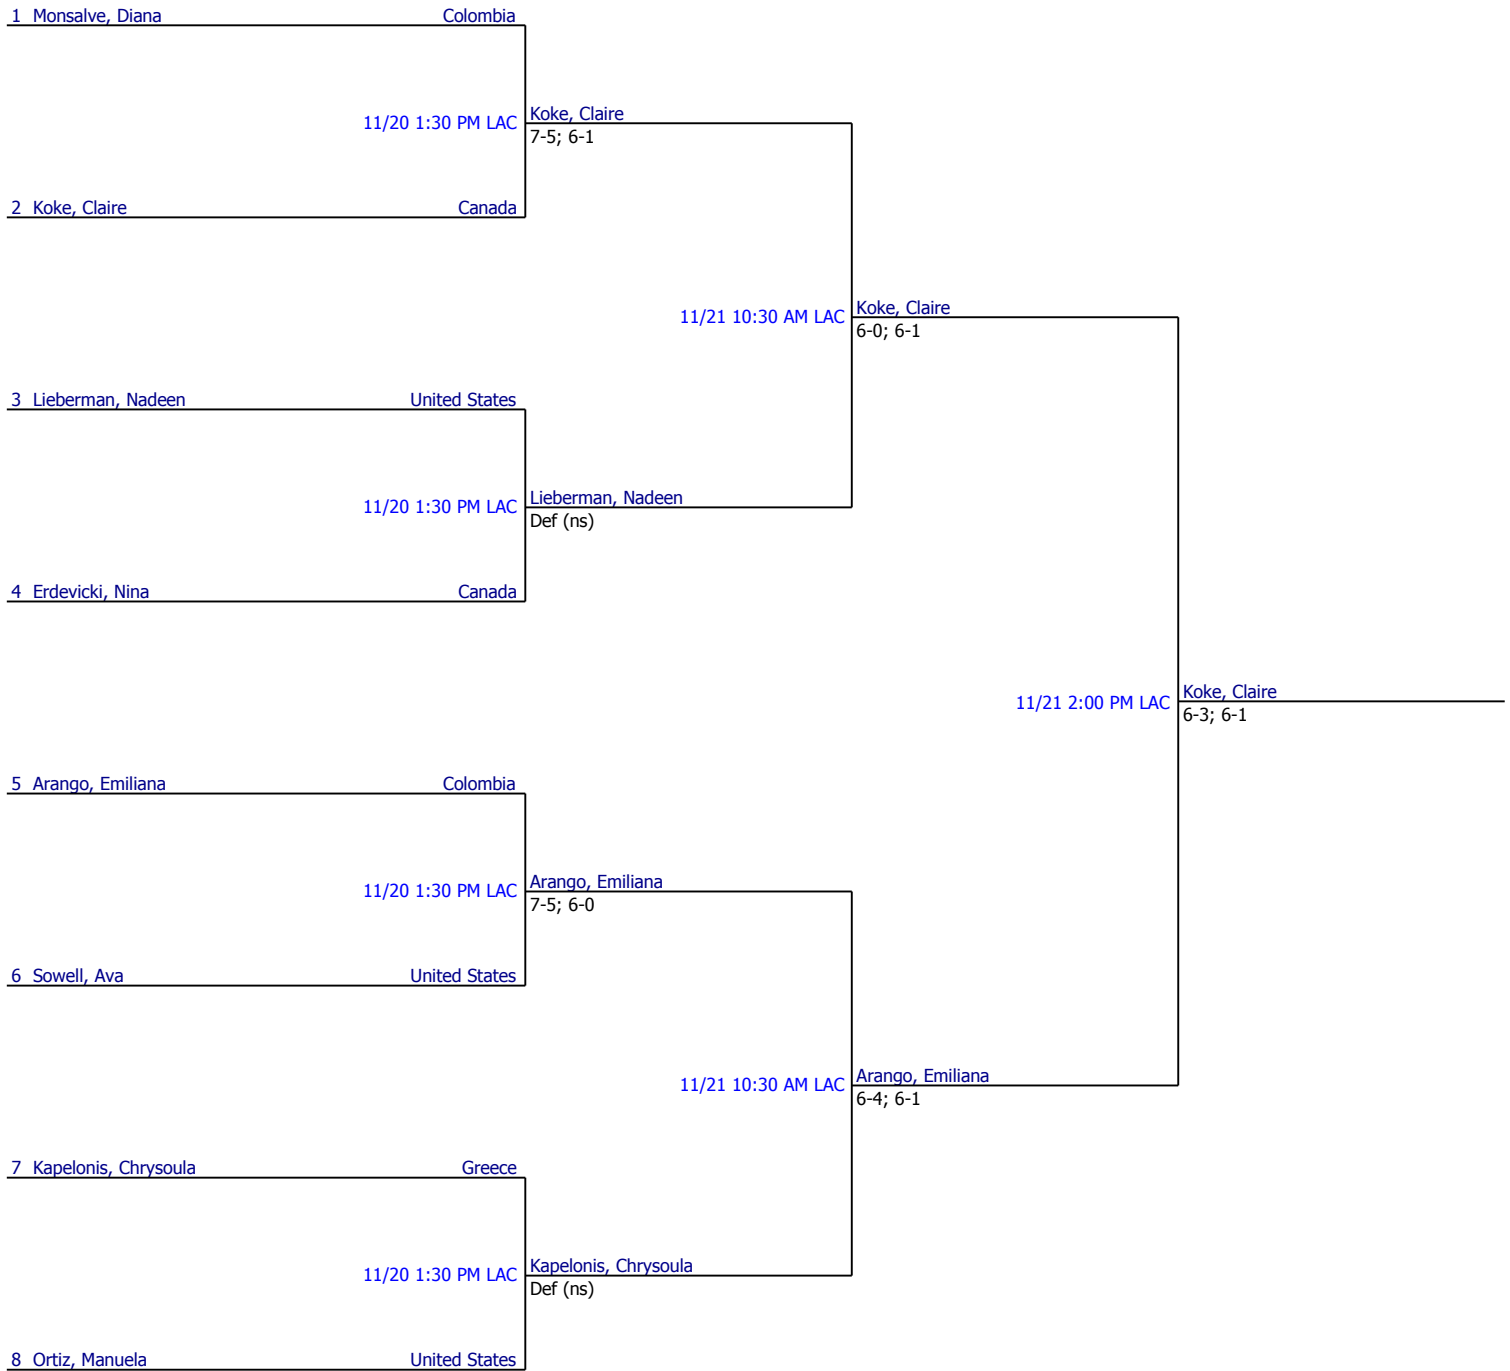 1 Monsalve, Diana Colombia
11/20 1:30 PM LAC
Koke, Claire
7-5; 6-1
2 Koke, Claire Canada
11/21 10:30 AM LAC
Koke, Claire
6-0; 6-1
3 Lieberman, Nadeen United States
11/20 1:30 PM LAC
Lieberman, Nadeen
Def (ns)
4 Erdevicki, Nina Canada
11/21 2:00 PM LAC
Koke, Claire
6-3; 6-1
5 Arango, Emiliana Colombia
11/20 1:30 PM LAC
Arango, Emiliana
7-5; 6-0
6 Sowell, Ava United States
11/21 10:30 AM LAC
Arango, Emiliana
6-4; 6-1
7 Kapelonis, Chrysoula Greece
11/20 1:30 PM LAC
Kapelonis, Chrysoula
Def (ns)
8 Ortiz, Manuela United States